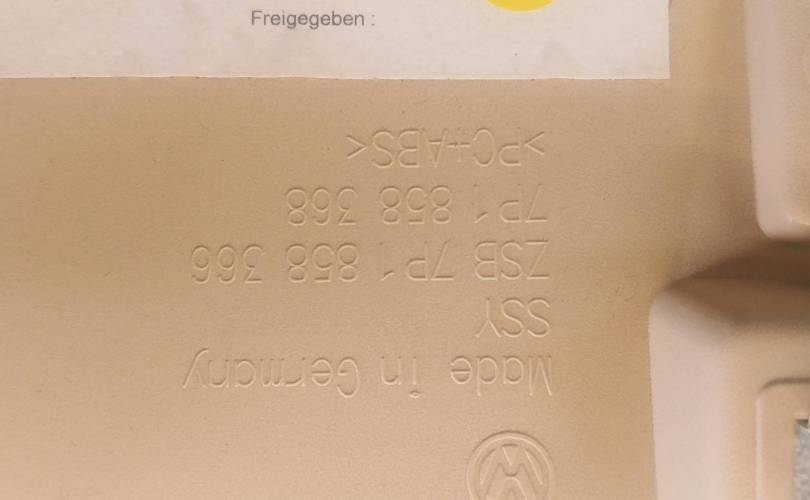 Freigegeben :
Made in Germany
SSY
ZSB 7P1 858 366
7P1 858 368
>PC+ABS<